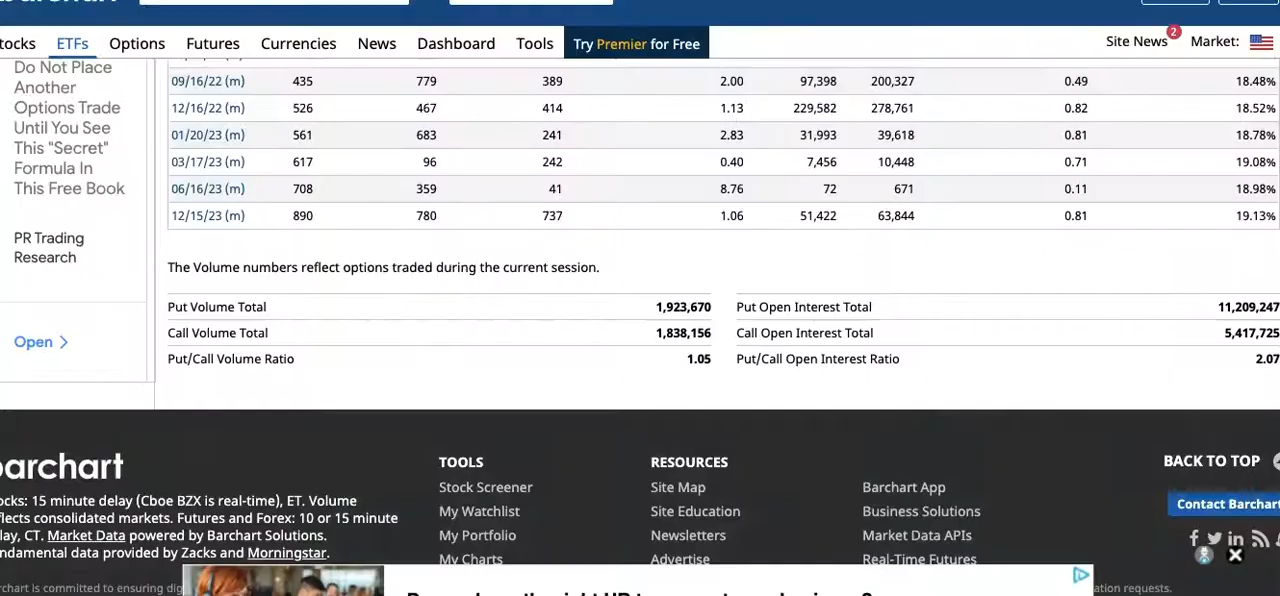 ETFs Options Futures Currencies News Dashboard Tools Try Premier for Free Site News 2 Market:
Do Not Place
Another
Options Trade
Until You See
This "Secret"
Formula In
This Free Book
PR Trading
Research
Open >
09/16/22 (m) 435 779 389 2.00 97,398 200,327 0.49 18.48%
12/16/22 (m) 526 467 414 1.13 229,582 278,761 0.82 18.52%
01/20/23 (m) 561 683 241 2.83 31,993 39,618 0.81 18.78%
03/17/23 (m) 617 96 242 0.40 7,456 10,448 0.71 19.08%
06/16/23 (m) 708 359 41 8.76 72 671 0.11 18.98%
12/15/23 (m) 890 780 737 1.06 51,422 63,844 0.81 19.13%
The Volume numbers reflect options traded during the current session.
Put Volume Total 1,923,670 Put Open Interest Total 11,209,247
Call Volume Total 1,838,156 Call Open Interest Total 5,417,725
Put/Call Volume Ratio 1.05 Put/Call Open Interest Ratio 2.07
archart
ocks: 15 minute delay (Cboe BZX is real-time), ET. Volume
flects consolidated markets. Futures and Forex: 10 or 15 minute
lay, CT. Market Data powered by Barchart Solutions.
ndamental data provided by Zacks and Morningstar.
TOOLS
Stock Screener
My Watchlist
My Portfolio
My Charts
RESOURCES
Site Map
Site Education
Newsletters
Advertise
Barchart App
Business Solutions
Market Data APIs
Real-Time Futures
BACK TO TOP
Contact Barchart
rchart is committed to ensuring dig
ation requests.